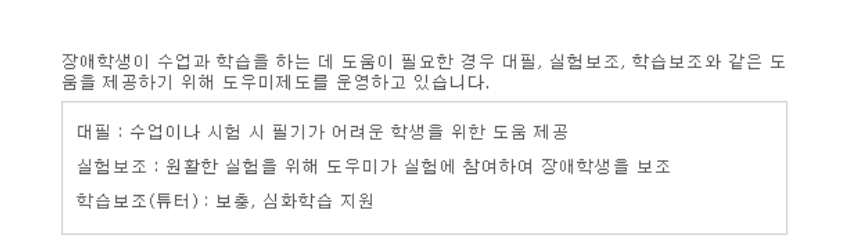 장애학생이 수업과 학습을 하는 데 도움이 필요한 경우 대필, 실험보조, 학습보조와 같은 도
움을 제공하기 위해 도우미제도를 운영하고 있습니다.
대필 : 수업이나 시험 시 필기가 어려운 학생을 위한 도움 제공
실험보조 : 원활한 실험을 위해 도우미가 실험에 참여하여 장애학생을 보조
학습보조(튜터) : 보충, 심화학습 지원